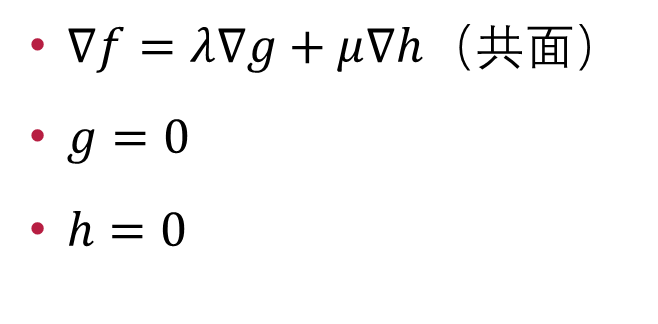 • ∇f = λ∇g + μ∇h（共面）
• g = 0
• h = 0